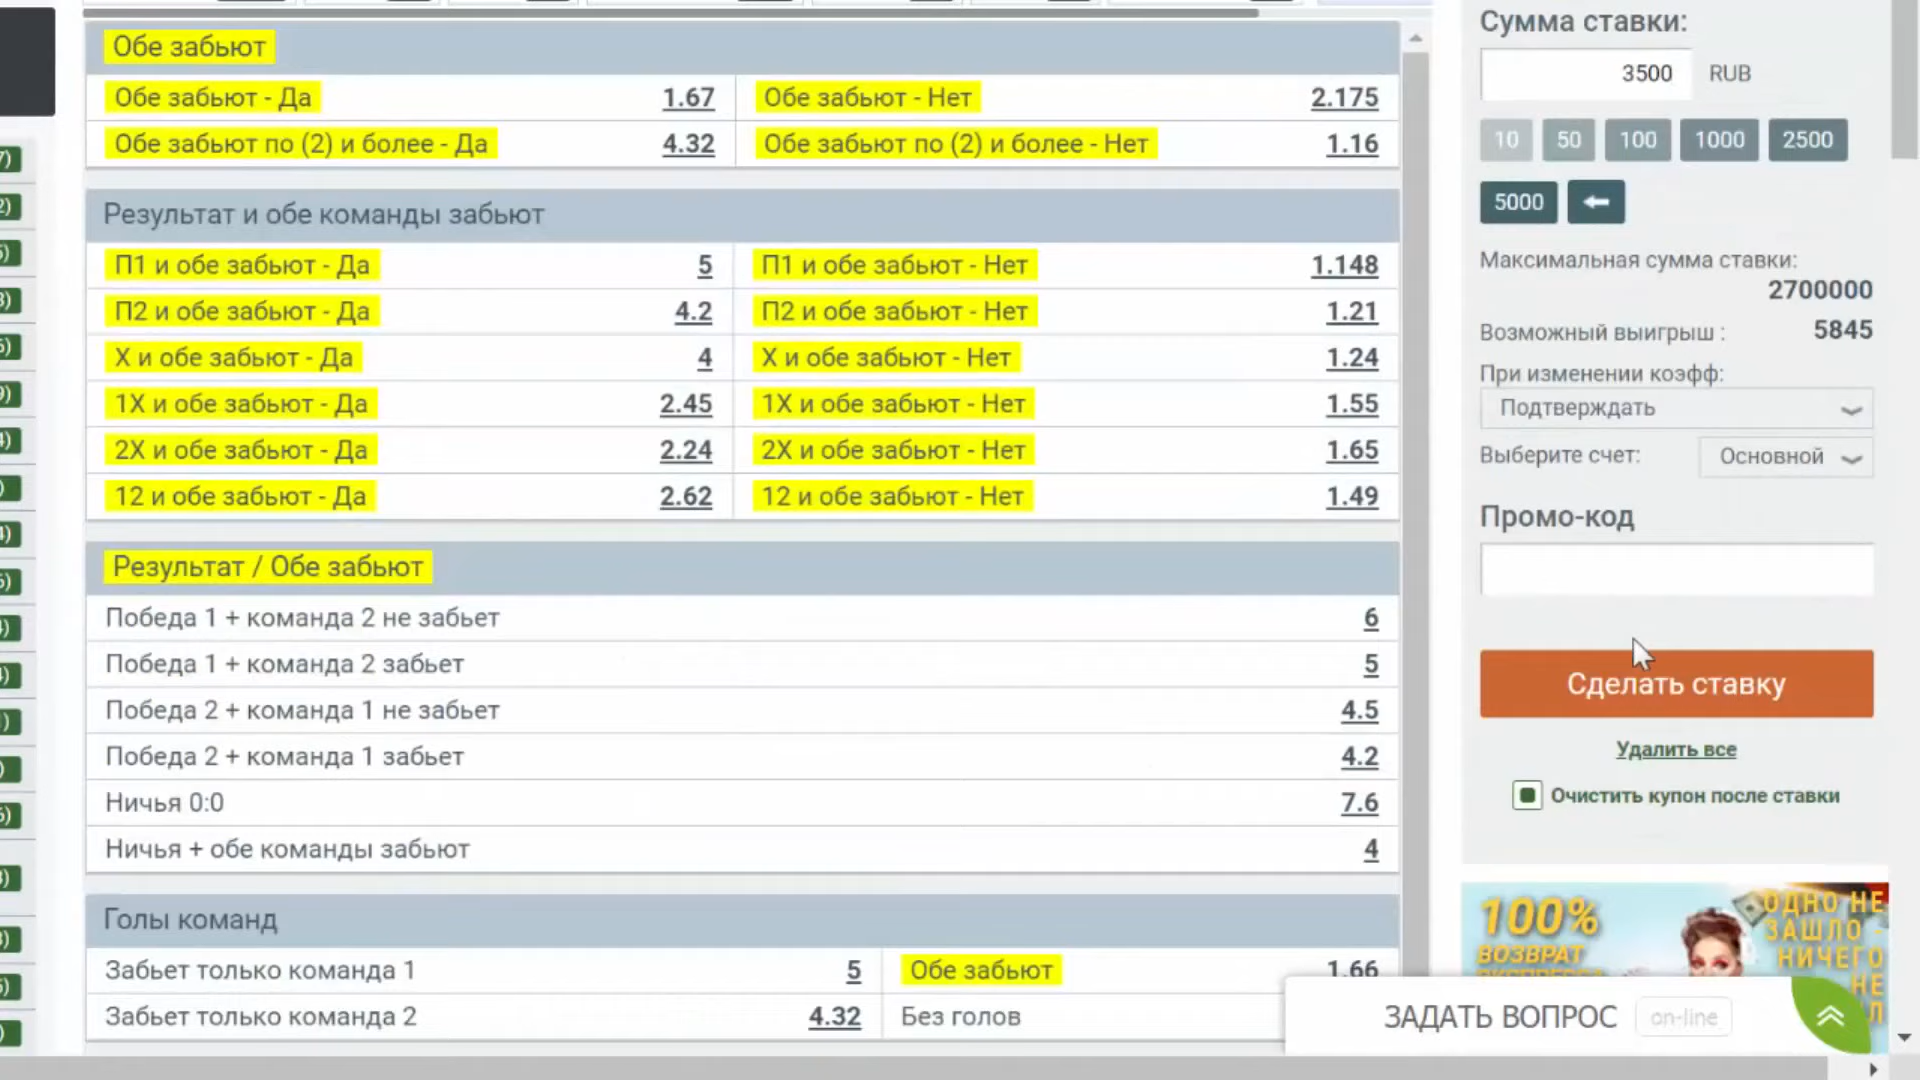 Обе забьют
Обе забьют - Да 1.67 Обе забьют - Нет 2.175
Обе забьют по (2) и более - Да 4.32 Обе забьют по (2) и более - Нет 1.16
Результат и обе команды забьют
П1 и обе забьют - Да 5 П1 и обе забьют - Нет 1.148
П2 и обе забьют - Да 4.2 П2 и обе забьют - Нет 1.21
Х и обе забьют - Да 4 Х и обе забьют - Нет 1.24
1Х и обе забьют - Да 2.45 1Х и обе забьют - Нет 1.55
2Х и обе забьют - Да 2.24 2Х и обе забьют - Нет 1.65
12 и обе забьют - Да 2.62 12 и обе забьют - Нет 1.49
Результат / Обе забьют
Победа 1 + команда 2 не забьет 6
Победа 1 + команда 2 забьет 5
Победа 2 + команда 1 не забьет 4.5
Победа 2 + команда 1 забьет 4.2
Ничья 0:0 7.6
Ничья + обе команды забьют 4
Голы команд
Забьет только команда 1 5 Обе забьют 1.66
Забьет только команда 2 4.32 Без голов
Сумма ставки:
3500 RUB
10 50 100 1000 2500
5000
Максимальная сумма ставки:
2700000
Возможный выигрыш : 5845
При изменении коэфф:
Подтверждать
Выберите счет: Основной
Промо-код
Сделать ставку
Удалить все
Очистить купон после ставки
100%
ВОЗВРАТ
ОДНО НЕ
ЗАШЛО -
НИЧЕГО
НЕ
ЗАДАТЬ ВОПРОС on-line